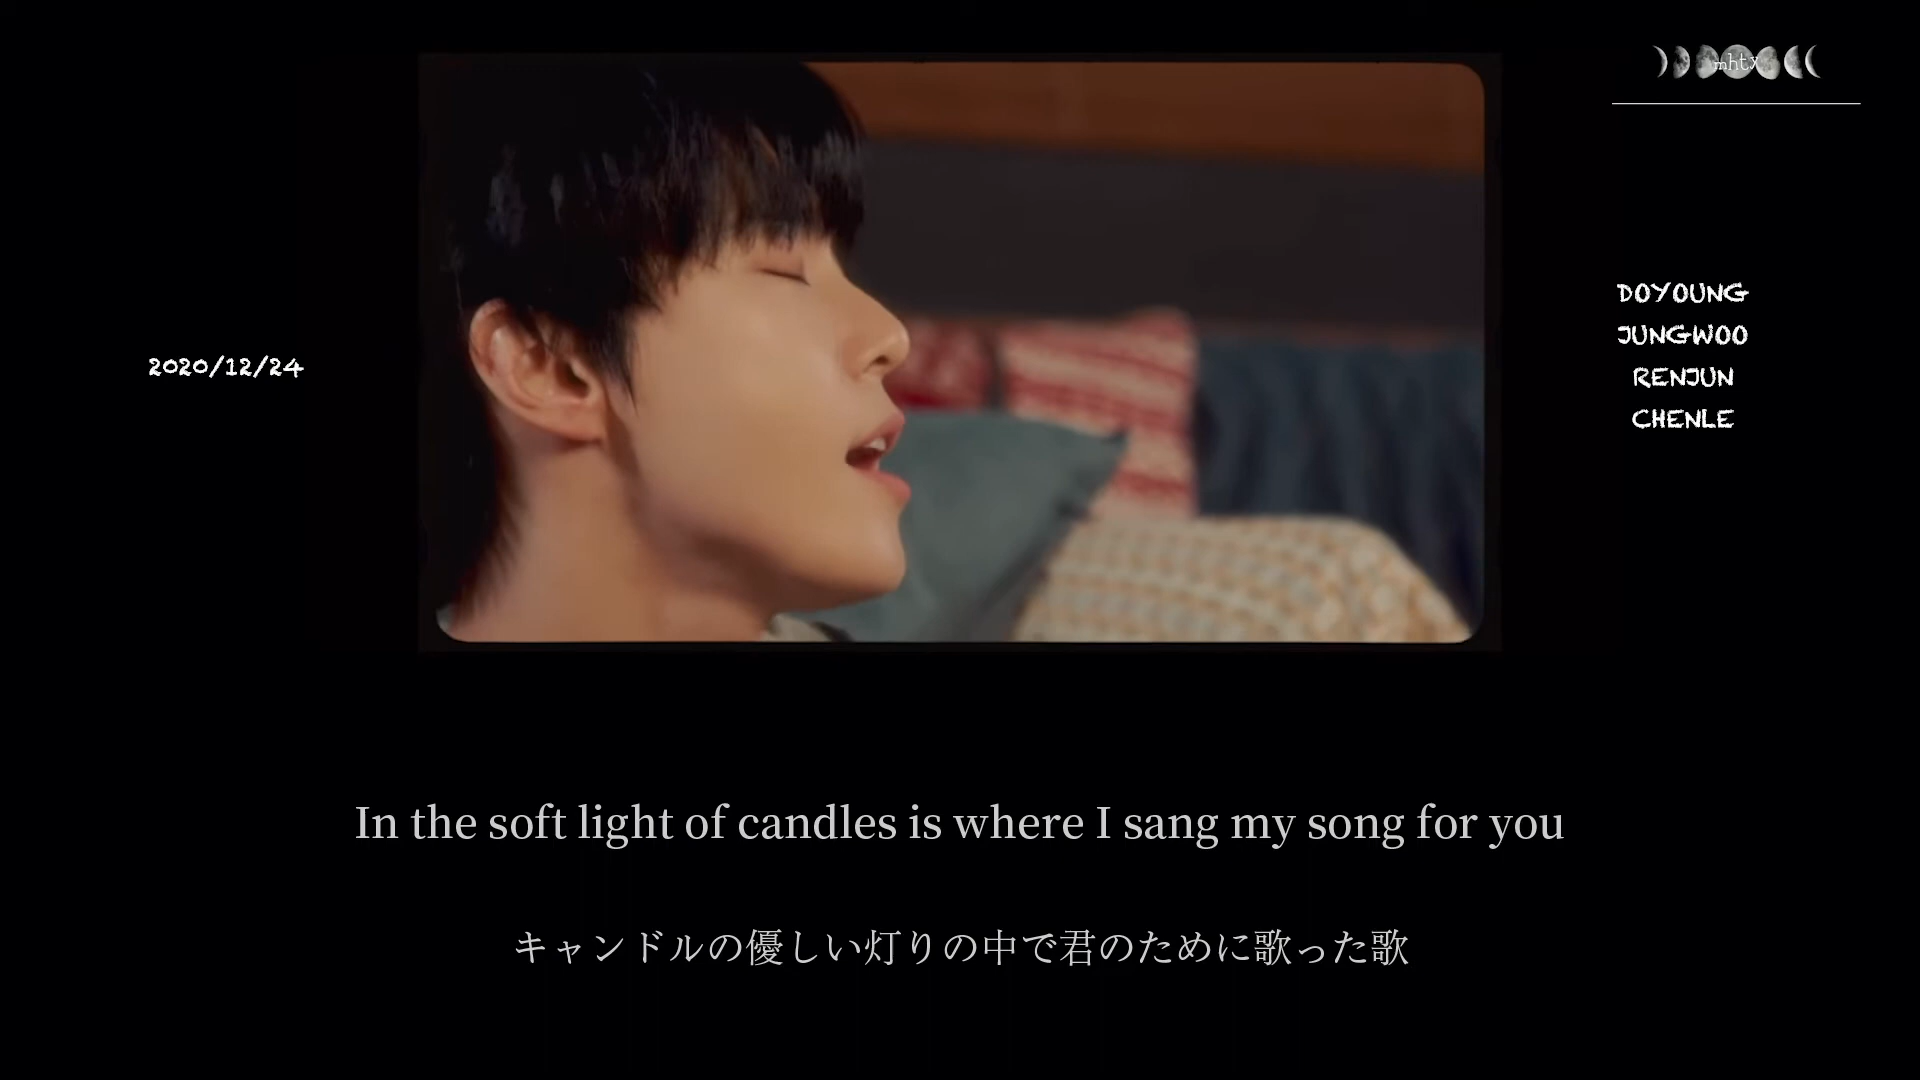 mhtx
2020/12/24
DOYOUNG
JUNGWOO
RENJUN
CHENLE
In the soft light of candles is where I sang my song for you
キャンドルの優しい灯りの中で君のために歌った歌